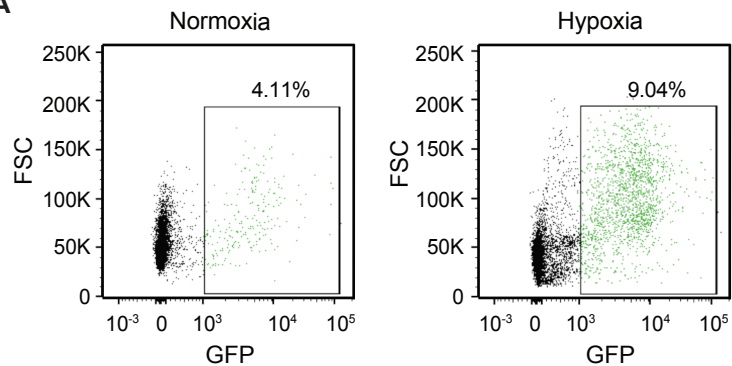 A
Normoxia
250K
200K
150K
100K
50K
0
FSC
4.11%
10-3 0 103 104 105
GFP
Hypoxia
250K
200K
150K
100K
50K
0
FSC
9.04%
10-3 0 103 104 105
GFP